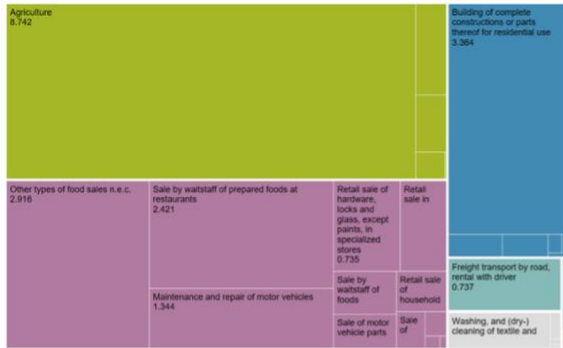 Agriculture
8.742
Building of complete
constructions or parts
thereof for residential use
3.364
Other types of food sales n.e.c.
2.916
Sale by waitstaff of prepared foods at
restaurants
2.421
Maintenance and repair of motor vehicles
1.344
Retail sale of
hardware,
locks and
glass, except
paints, in
specialized
stores
0.735
Retail
sale in
Sale by
waitstaff of
foods
Retail sale
of
household
Sale of motor
vehicle parts
Sale
of
Freight transport by road,
rental with driver
0.737
Washing, and (dry-)
cleaning of textile and